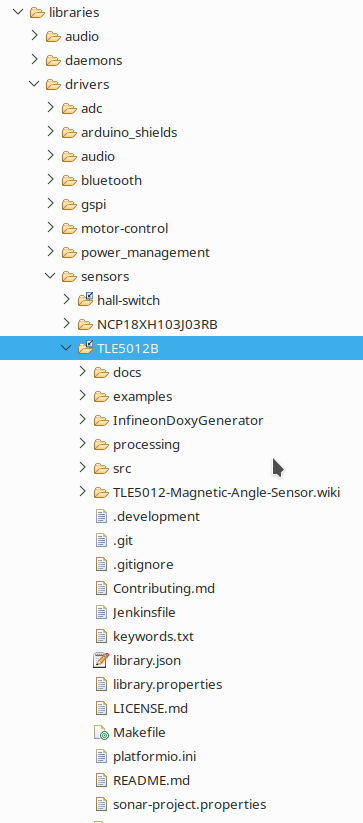 libraries
audio
daemons
drivers
adc
arduino_shields
audio
bluetooth
gspi
motor-control
power_management
sensors
hall-switch
NCP18XH103J03RB
TLE5012B
docs
examples
InfineonDoxyGenerator
processing
src
TLE5012-Magnetic-Angle-Sensor.wiki
.development
.git
.gitignore
Contributing.md
Jenkinsfile
keywords.txt
library.json
library.properties
LICENSE.md
Makefile
platformio.ini
README.md
sonar-project.properties